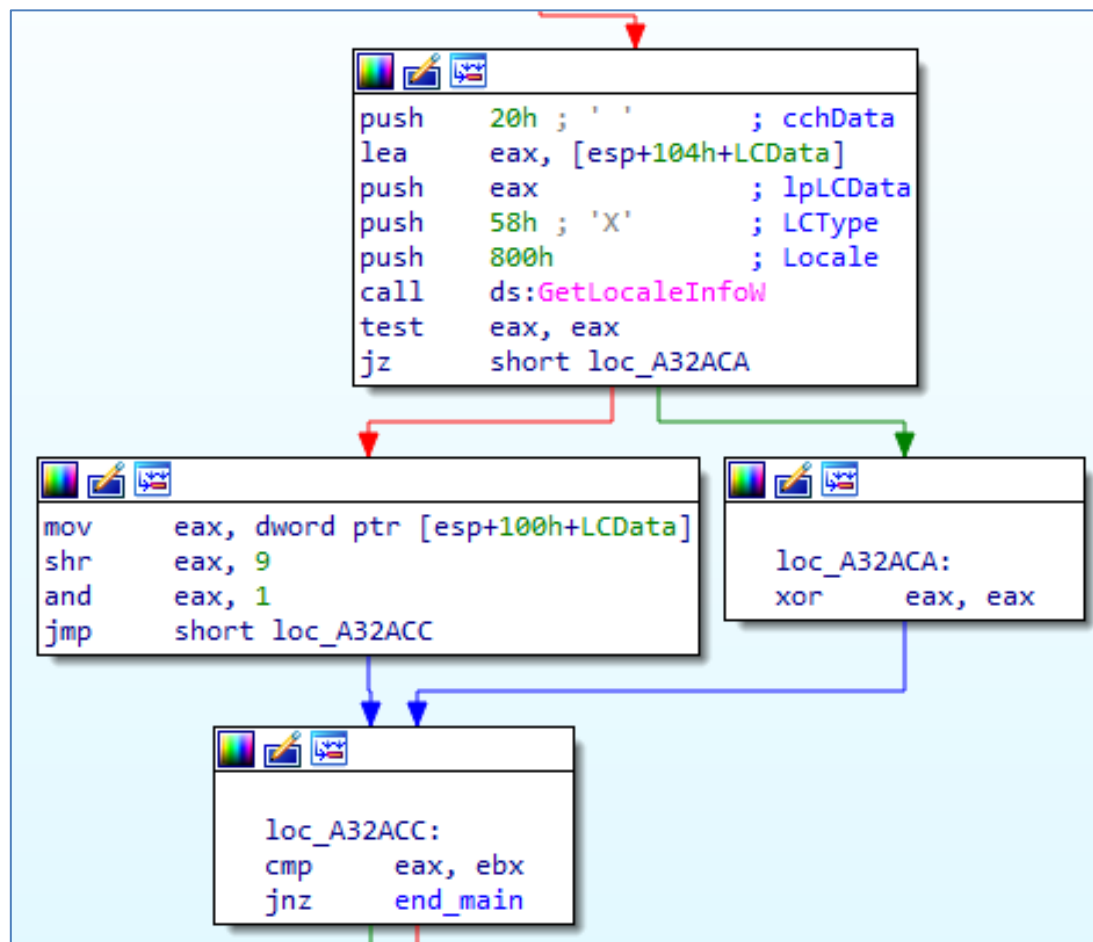 push 20h ; ' ' ; cchData
lea eax, [esp+104h+LCData]
push eax ; lpLCData
push 58h ; 'X' ; LCType
push 800h ; Locale
call ds:GetLocaleInfoW
test eax, eax
jz short loc_A32ACA
mov eax, dword ptr [esp+100h+LCData]
shr eax, 9
and eax, 1
jmp short loc_A32ACC
loc_A32ACA:
xor eax, eax
loc_A32ACC:
cmp eax, ebx
jnz end_main